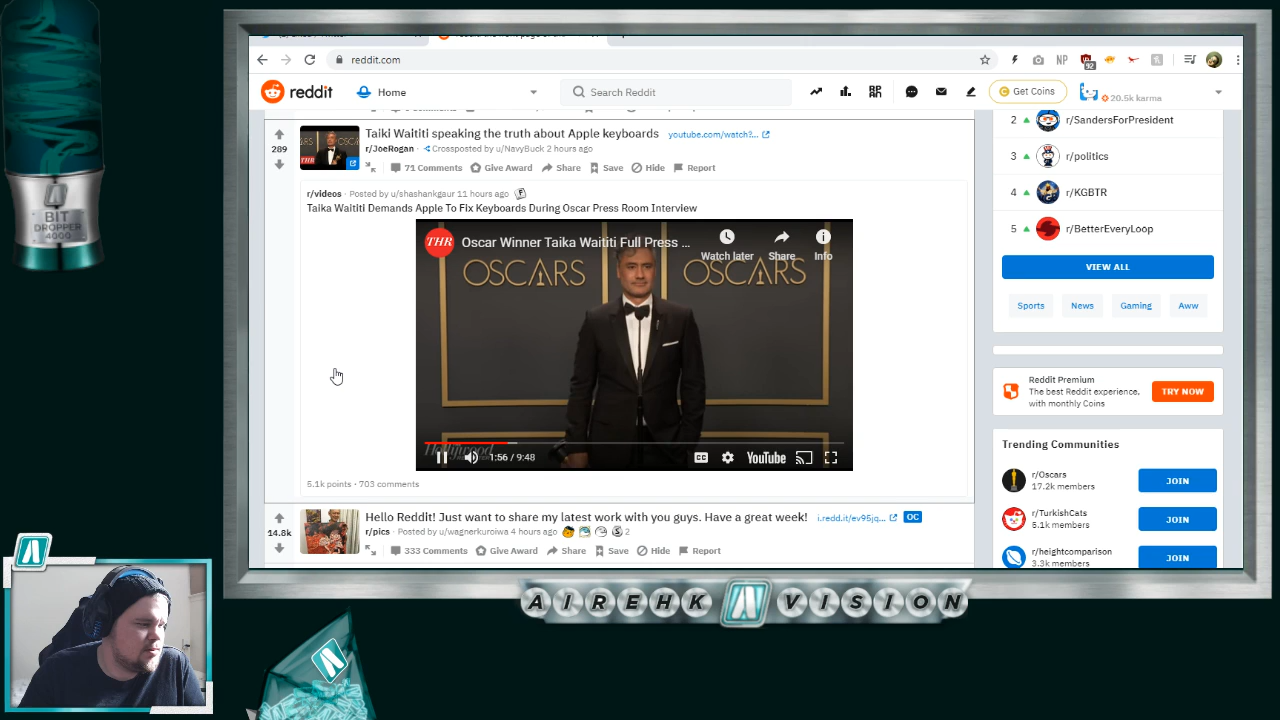 reddit.com
NP
92
reddit
Home
Search Reddit
Get Coins
20.5k karma
289
Taiki Waititi speaking the truth about Apple keyboards
youtube.com/watch?...
r/JoeRogan · Crossposted by u/NavyBuck 2 hours ago
71 Comments
Give Award
Share
Save
Hide
Report
r/videos · Posted by u/shashankgaur 11 hours ago
Taika Waititi Demands Apple To Fix Keyboards During Oscar Press Room Interview
THR
Oscar Winner Taika Waititi Full Press ...
Watch later
Share
Info
OSCARS
OSCARS
Hollywood
1:56 / 9:48
CC
YouTube
5.1k points · 703 comments
14.8k
Hello Reddit! Just want to share my latest work with you guys. Have a great week!
i.redd.it/ev95jq...
OC
r/pics · Posted by u/wagnerkuroiwa 4 hours ago
2
333 Comments
Give Award
Share
Save
Hide
Report
2
r/SandersForPresident
3
r/politics
4
r/KGBTR
5
r/BetterEveryLoop
VIEW ALL
Sports
News
Gaming
Aww
Reddit Premium
The best Reddit experience,
with monthly Coins
TRY NOW
Trending Communities
r/Oscars
17.2k members
JOIN
r/TurkishCats
5.1k members
JOIN
r/heightcomparison
3.3k members
JOIN
BIT
DROPPER
4000
AIREHK VISION